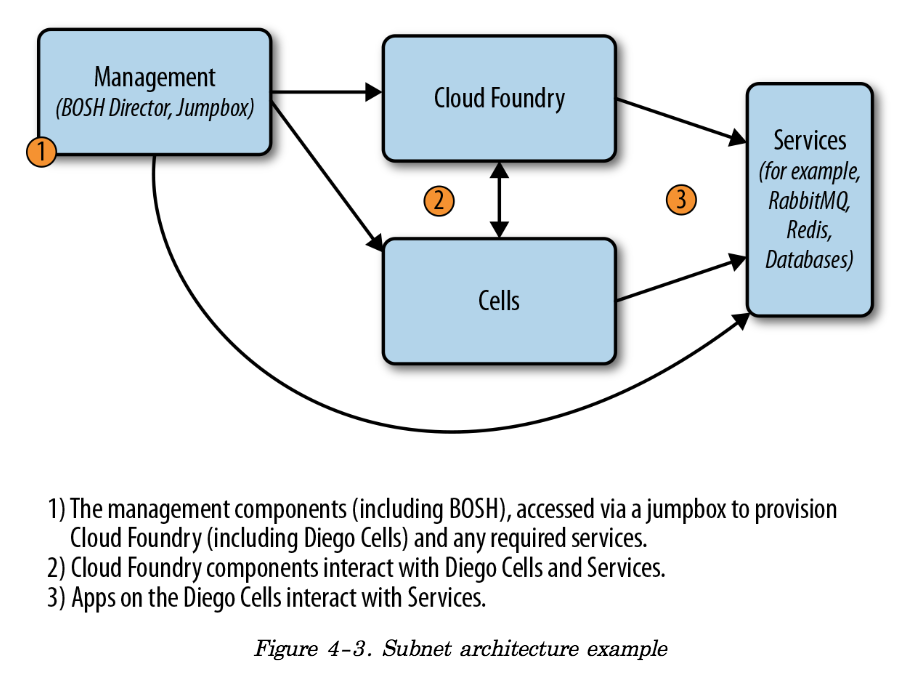 Management
(BOSH Director, Jumpbox)
1
Cloud Foundry
Services
(for example,
RabbitMQ,
Redis,
Databases)
2
3
Cells
1) The management components (including BOSH), accessed via a jumpbox to provision
Cloud Foundry (including Diego Cells) and any required services.
2) Cloud Foundry components interact with Diego Cells and Services.
3) Apps on the Diego Cells interact with Services.
Figure 4-3. Subnet architecture example